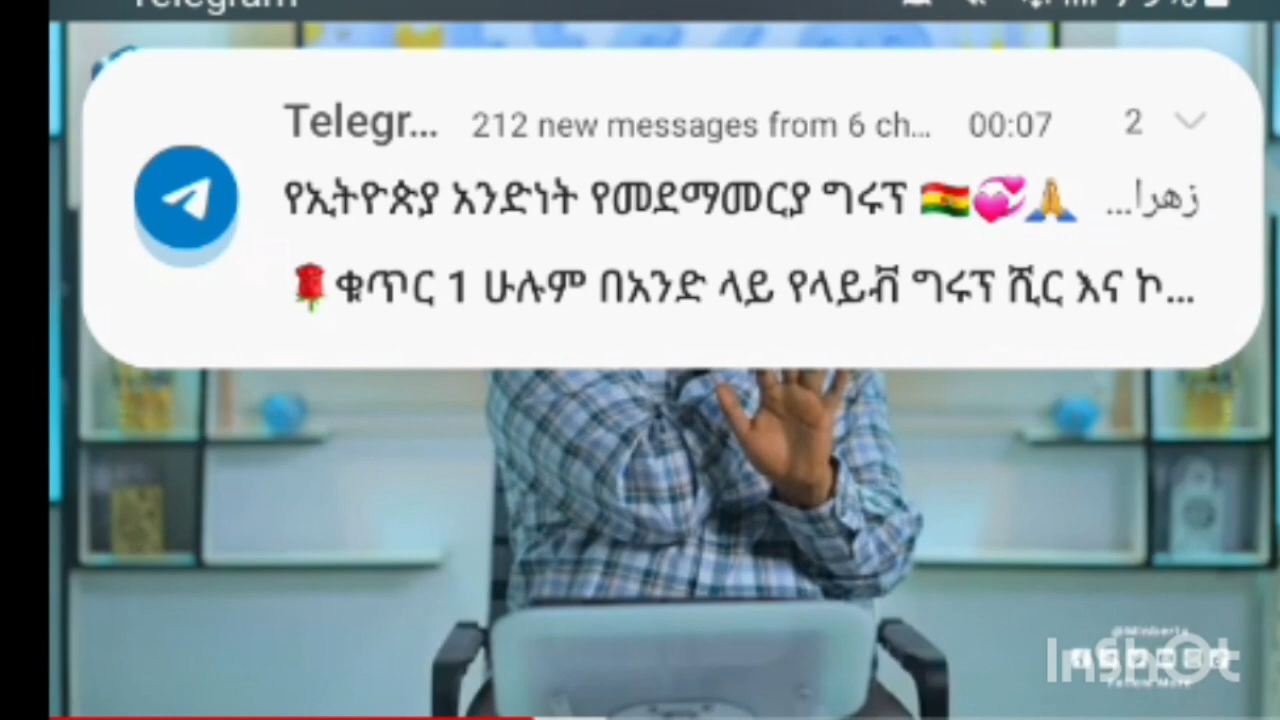 Telegram
Telegr... 212 new messages from 6 ch... 00:07 2
የኢትዮጵያ አንድነት የመደማመርያ ግሩፕ 🇧🇴💞🙏 زهرا...
🌹ቁጥር 1 ሁሉም በአንድ ላይ የላይቭ ግሩፕ ሺር እና ኮ...
InShOt